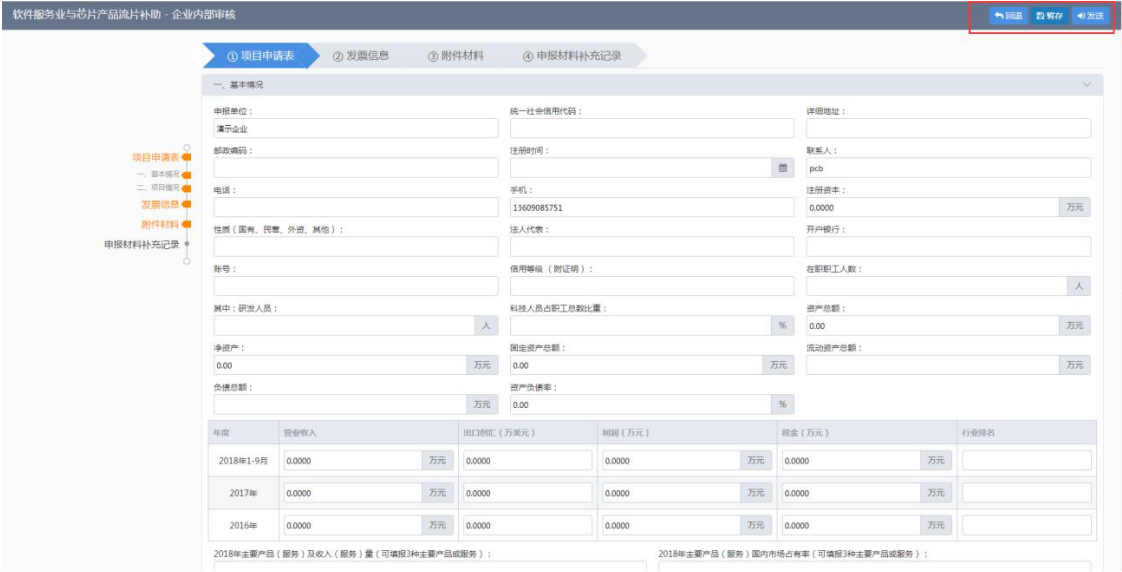 软件服务业与芯片产品流片补助 - 企业内部审核
回退 暂存 发送
① 项目申请表 ② 发票信息 ③ 附件材料 ④ 申报材料补充记录
一、基本情况
项目申请表
一、基本情况
二、项目情况
发票信息
附件材料
申报材料补充记录
申报单位： 统一社会信用代码： 详细地址：
演示企业
邮政编码： 注册时间： 联系人：
pcb
电话： 手机： 注册资本：
13609085751 0.0000 万元
性质（国有、民营、外资、其他）： 法人代表： 开户银行：
账号： 信用等级 （附证明）： 在职职工人数：
人
其中：研发人员： 科技人员占职工总数比重： 资产总额：
人 % 0.00 万元
净资产： 固定资产总额： 流动资产总额：
0.00 万元 0.00 万元 万元
负债总额： 资产负债率：
万元 0.00 %
年度 营业收入 出口创汇（万美元） 利润（万元） 税金（万元） 行业排名
2018年1-9月 0.0000 万元 0.0000 0.0000 万元 0.0000 万元
2017年 0.0000 万元 0.0000 0.0000 万元 0.0000 万元
2016年 0.0000 万元 0.0000 0.0000 万元 0.0000 万元
2018年主要产品（服务）及收入（服务）量（可填报3种主要产品或服务）： 2018年主要产品（服务）国内市场占有率（可填报3种主要产品或服务）：